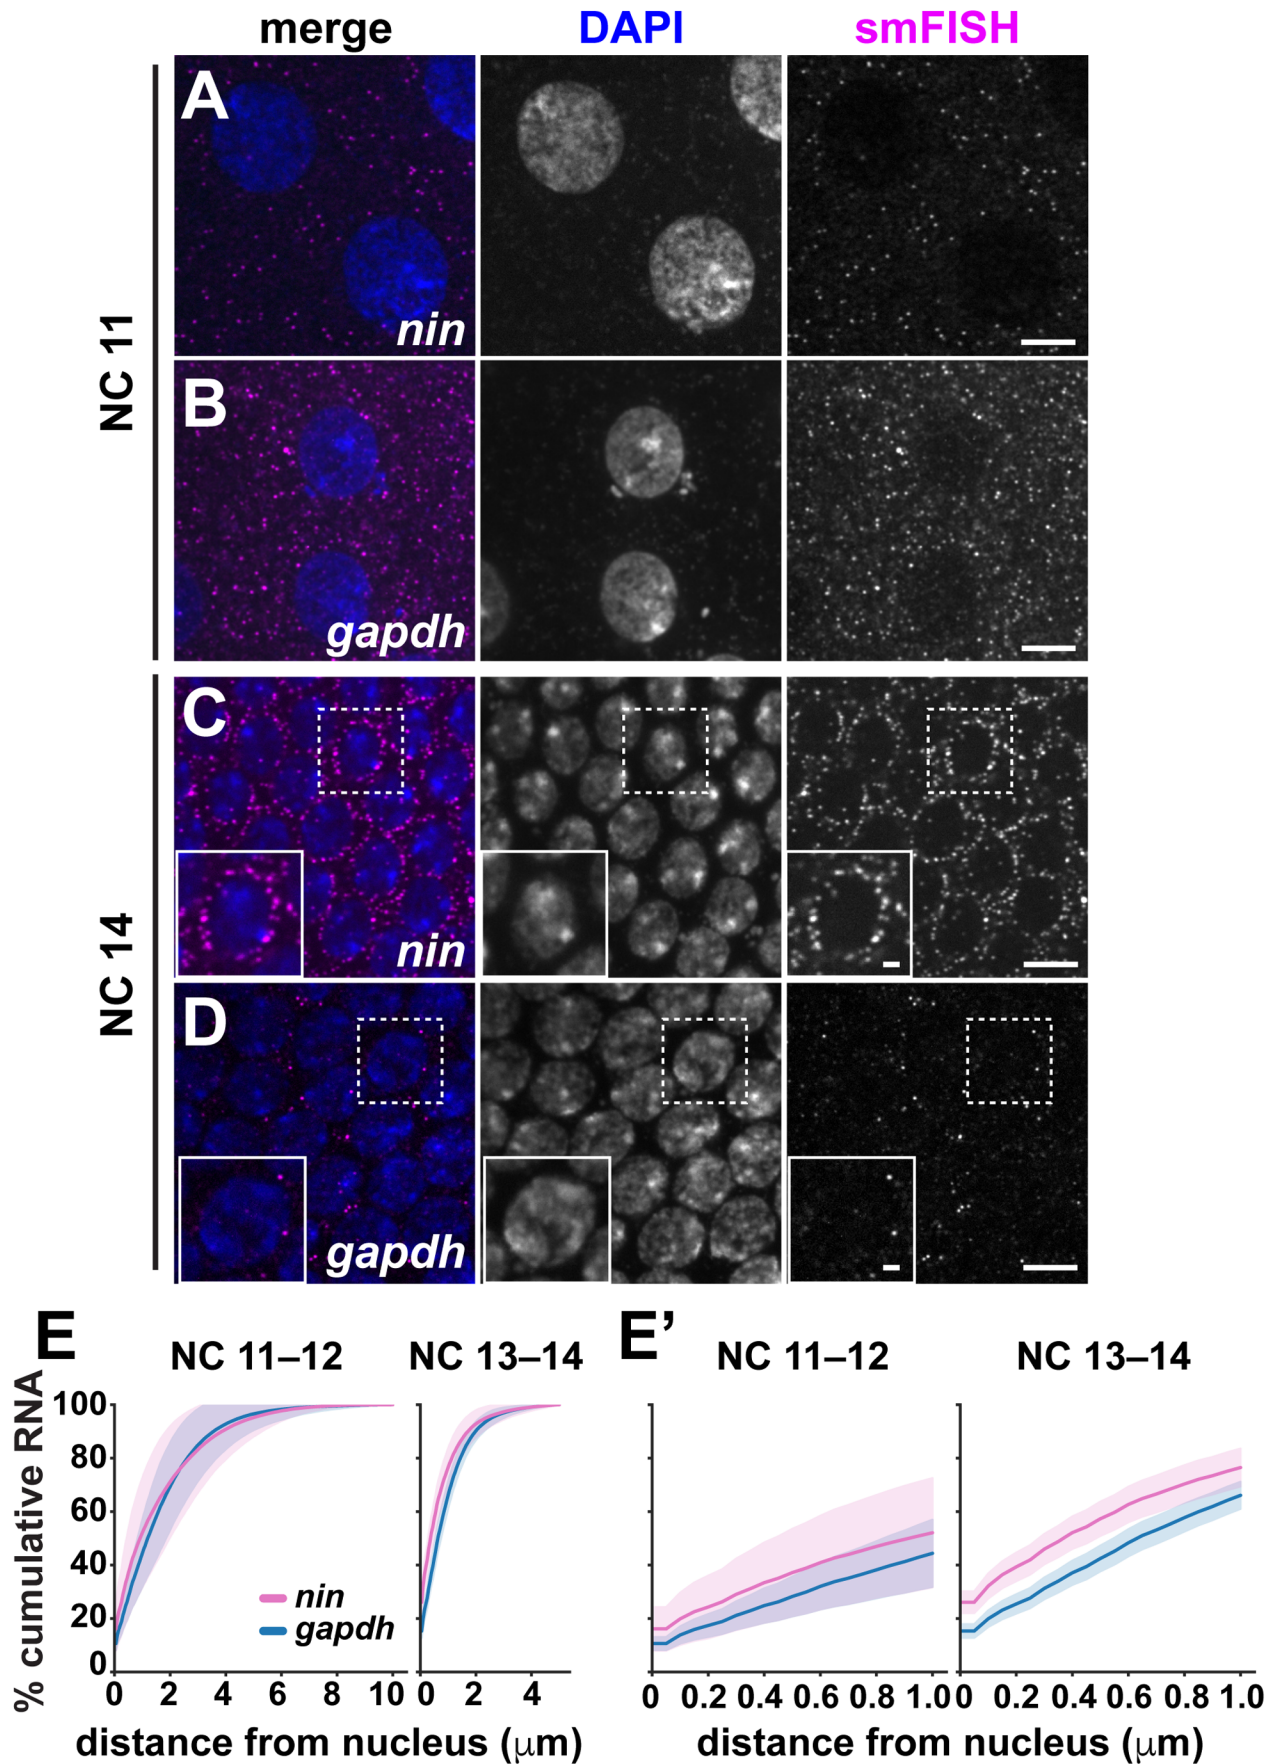 merge DAPI smFISH
NC 11
A
nin
B
gapdh
NC 14
C
nin
D
gapdh
E E’
NC 11–12 NC 13–14 NC 11–12 NC 13–14
% cumulative RNA
100
80
60
40
20
0
nin
gapdh
0 2 4 6 8 10 0 2 4 0 0.2 0.4 0.6 0.8 1.0 0 0.2 0.4 0.6 0.8 1.0
distance from nucleus (μm) distance from nucleus (μm)